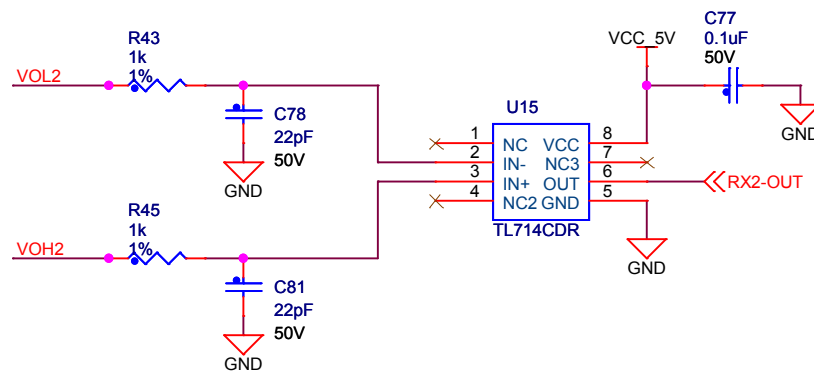 C77
0.1uF
50V
VCC_5V
GND
R43
1k
1%
VOL2
C78
22pF
50V
GND
U15
1 NC VCC 8
2 IN- NC3 7
3 IN+ OUT 6
4 NC2 GND 5
TL714CDR
RX2-OUT
GND
R45
1k
1%
VOH2
C81
22pF
50V
GND